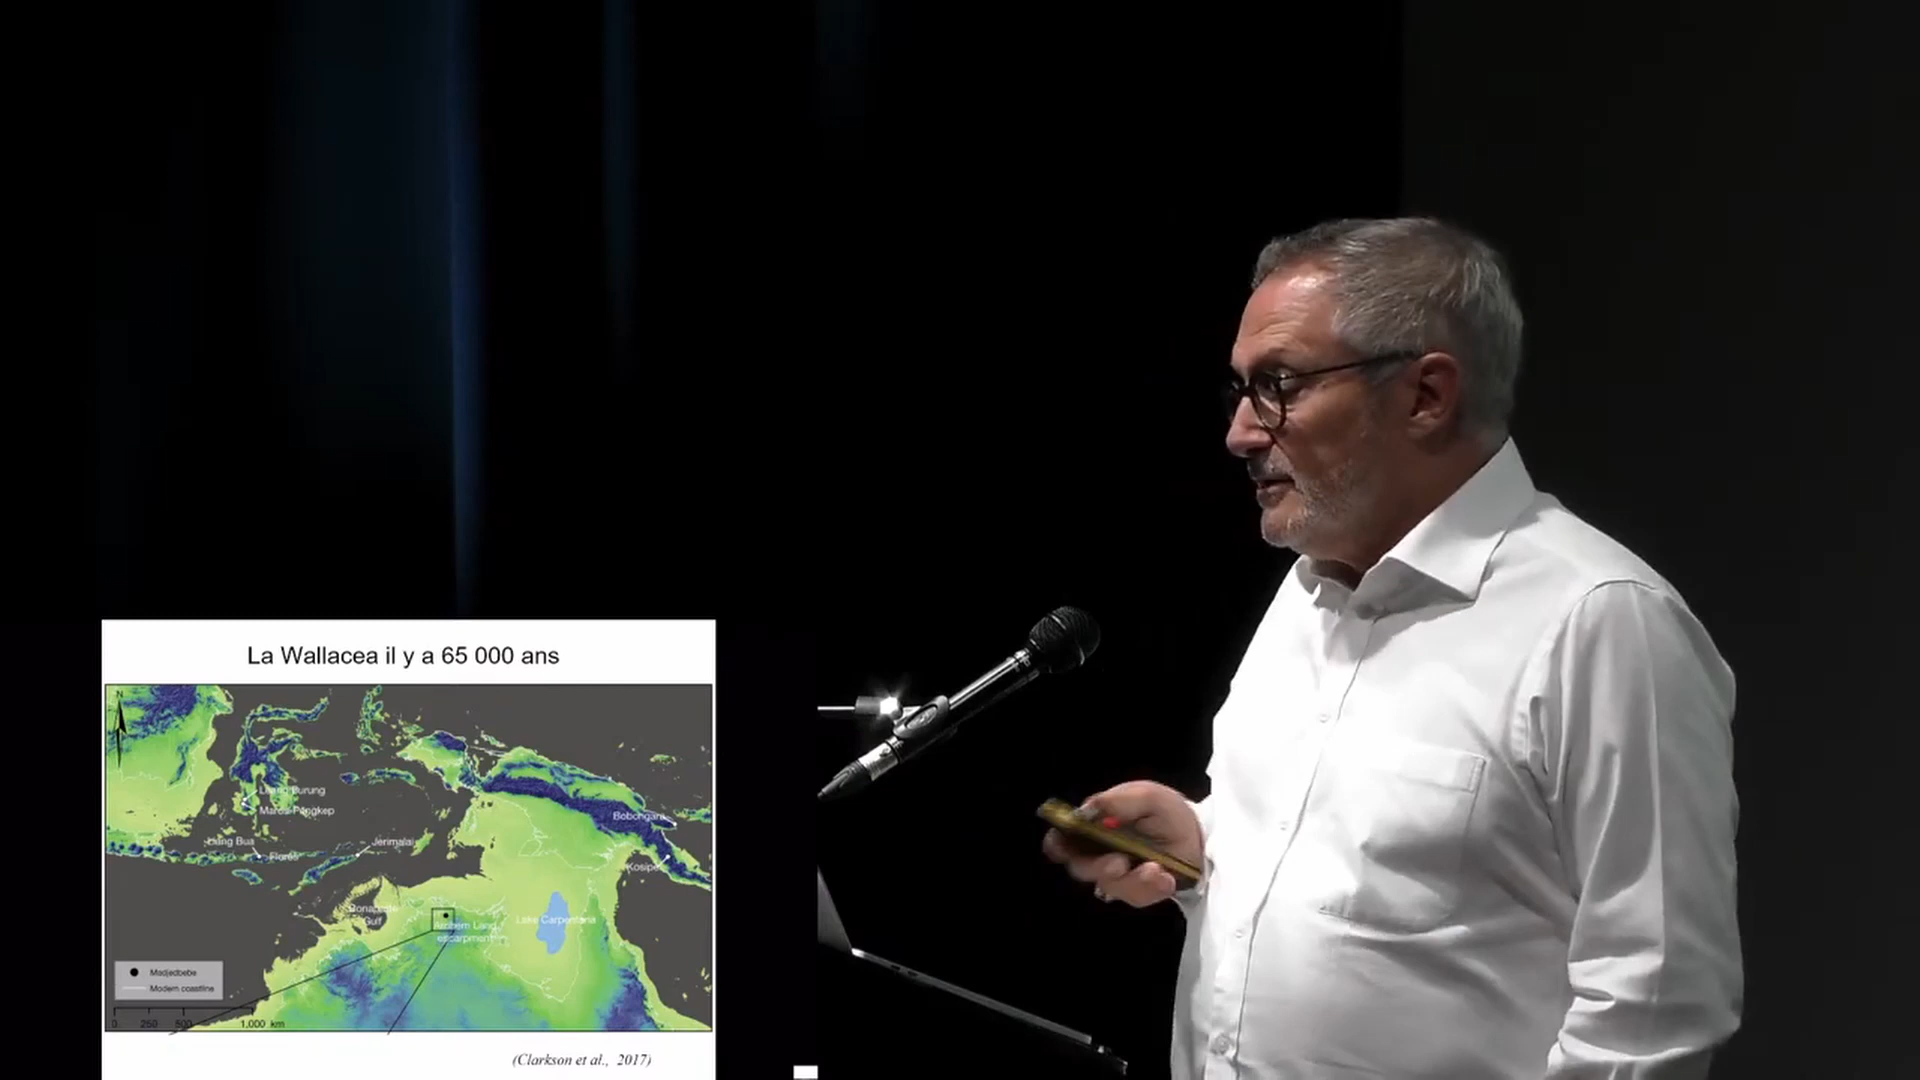 La Wallacea il y a 65 000 ans
N
Leang Burung
Maros-Pangkep
Bobongara
Liang Bua
Jerimalai
Flores
Kosipe
Bonaparte
Gulf
Lake Carpentaria
Arnhem Land
escarpment
Madjedbebe
Modern coastline
0 250 500 1,000 km
(Clarkson et al., 2017)